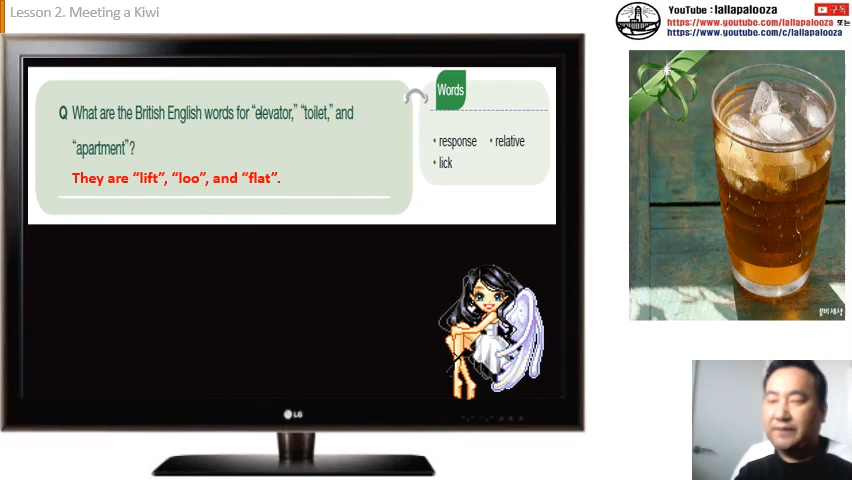 Lesson 2. Meeting a Kiwi
YouTube : lallapalooza 구독
https://www.youtube/lallapalooza 또는
https://www.youtube.com/c/lallapalooza
Q What are the British English words for “elevator,” “toilet,” and
“apartment”?
They are “lift”, “loo”, and “flat”.
Words
• response • relative
• lick
LG